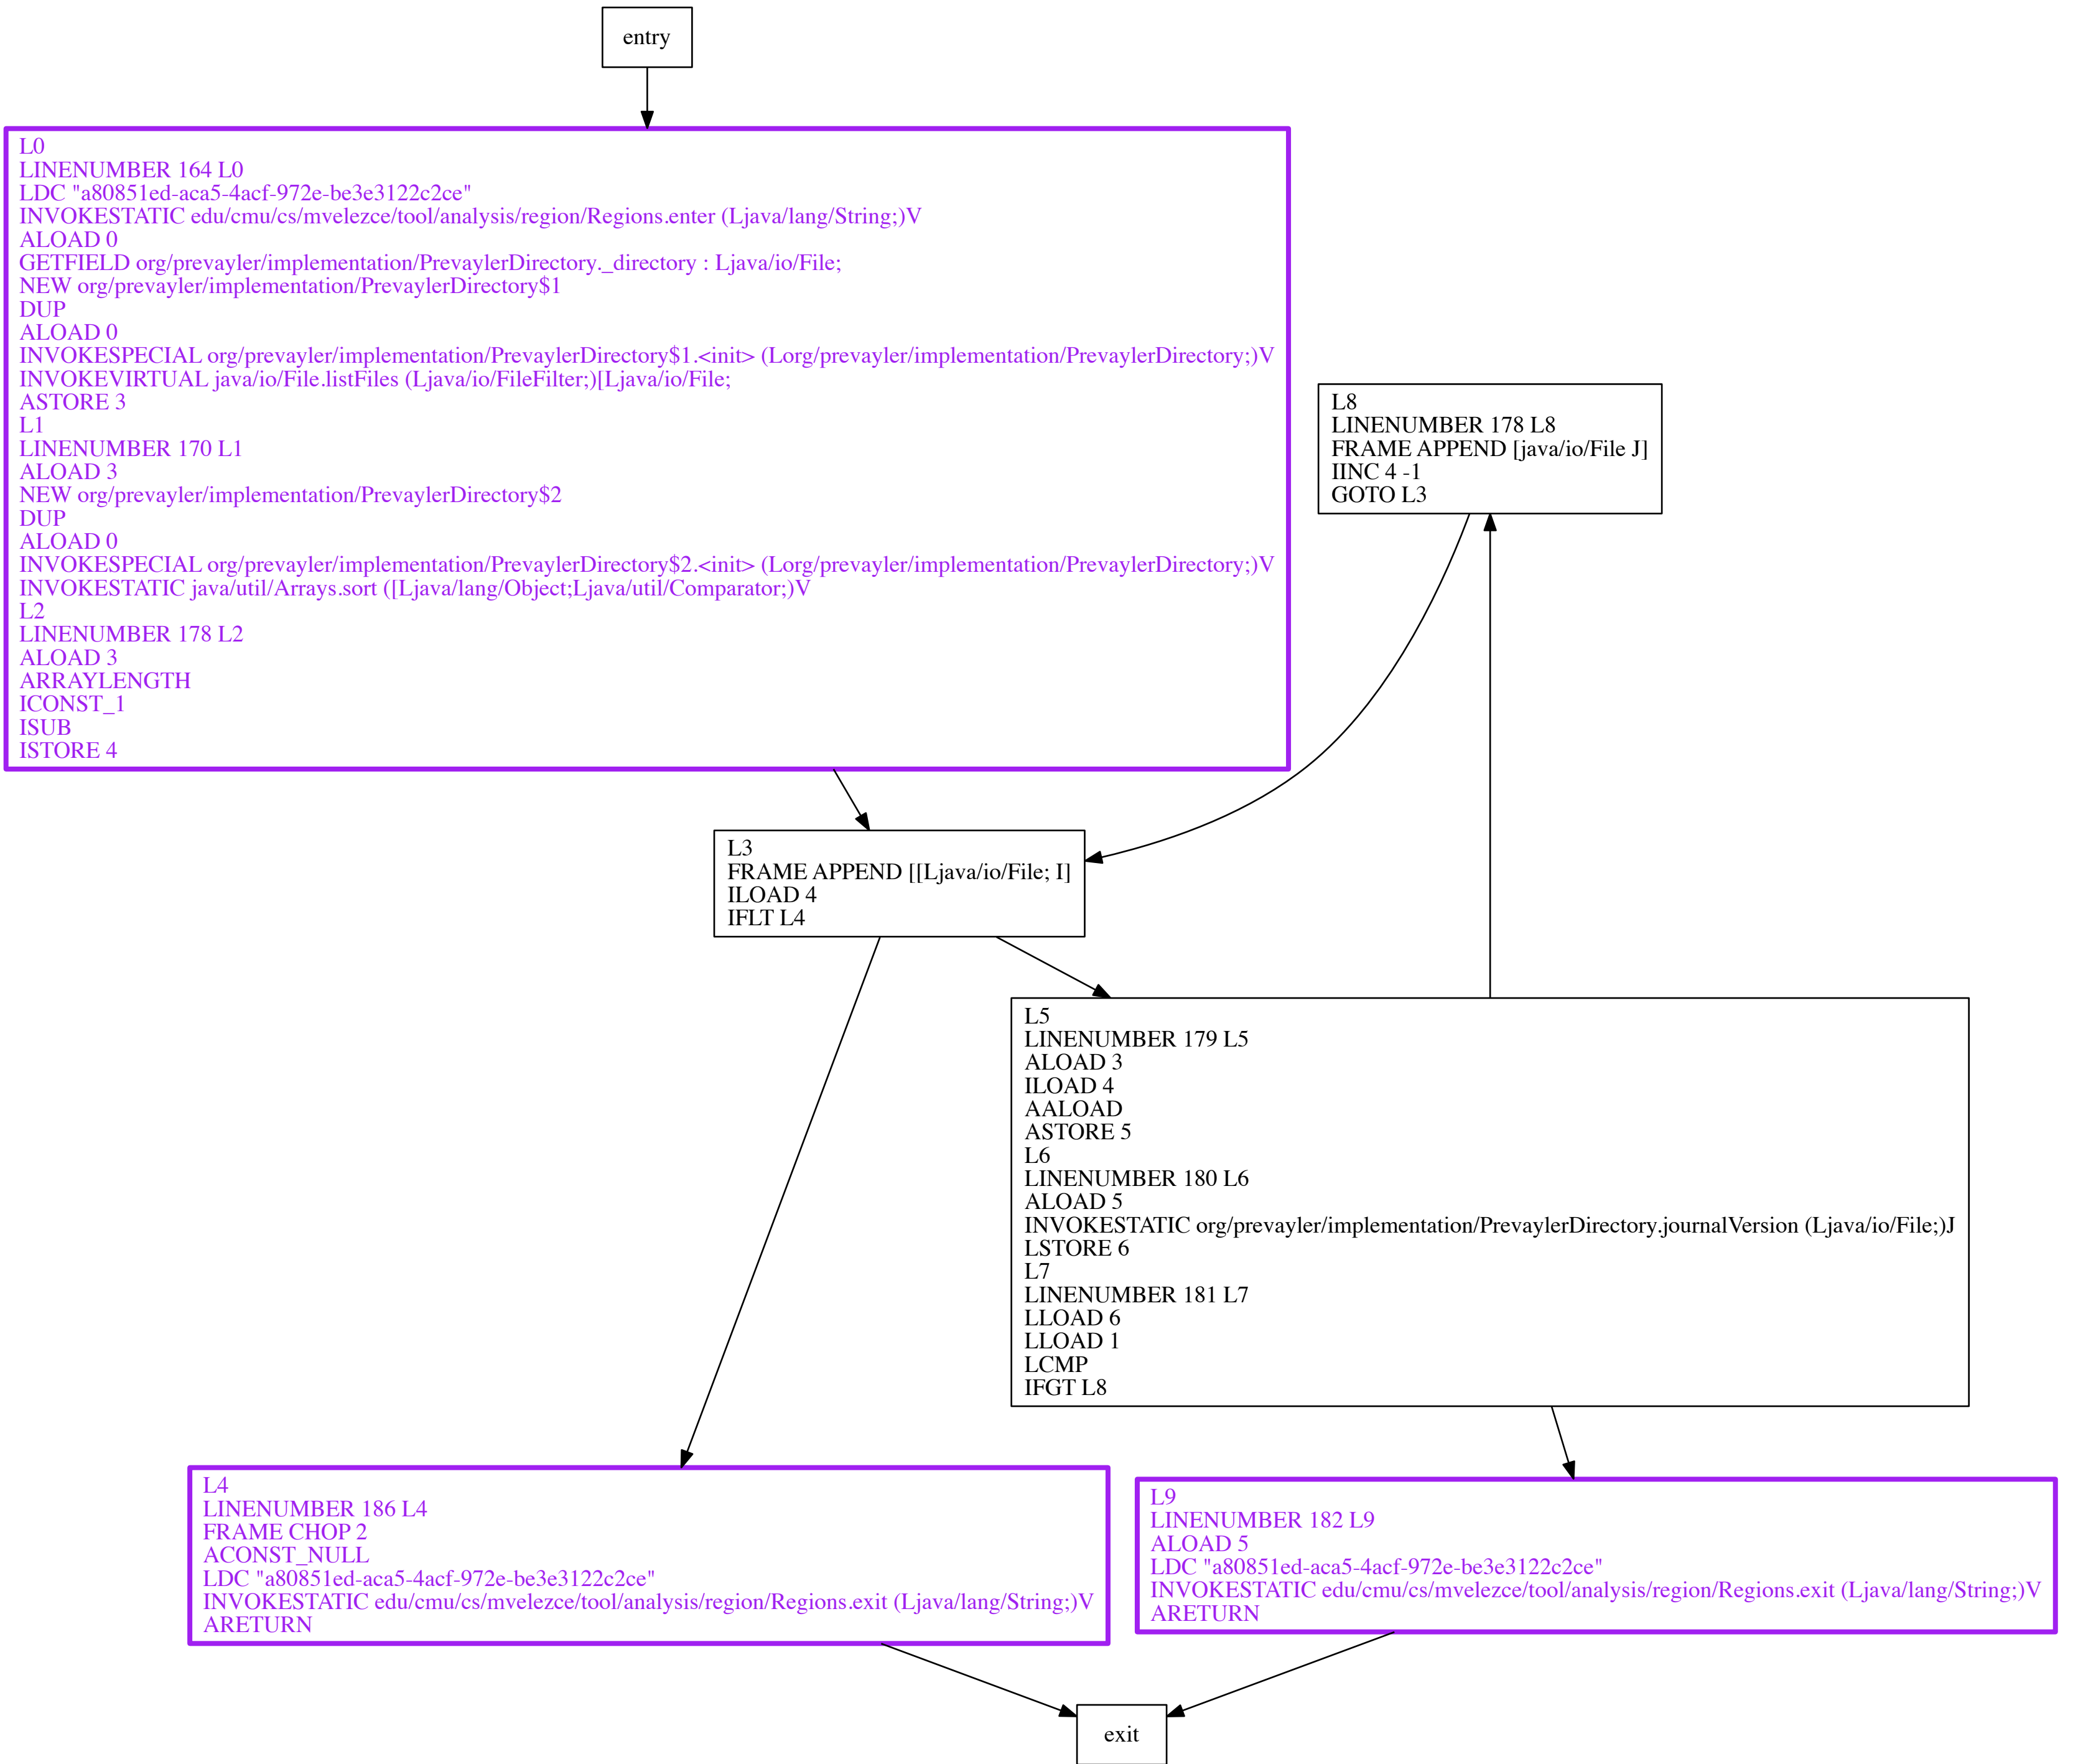 entry
L0
LINENUMBER 164 L0
LDC "a80851ed-aca5-4acf-972e-be3e3122c2ce"
INVOKESTATIC edu/cmu/cs/mvelezce/tool/analysis/region/Regions.enter (Ljava/lang/String;)V
ALOAD 0
GETFIELD org/prevayler/implementation/PrevaylerDirectory._directory : Ljava/io/File;
NEW org/prevayler/implementation/PrevaylerDirectory$1
DUP
ALOAD 0
INVOKESPECIAL org/prevayler/implementation/PrevaylerDirectory$1.<init> (Lorg/prevayler/implementation/PrevaylerDirectory;)V
INVOKEVIRTUAL java/io/File.listFiles (Ljava/io/FileFilter;)[Ljava/io/File;
ASTORE 3
L1
LINENUMBER 170 L1
ALOAD 3
NEW org/prevayler/implementation/PrevaylerDirectory$2
DUP
ALOAD 0
INVOKESPECIAL org/prevayler/implementation/PrevaylerDirectory$2.<init> (Lorg/prevayler/implementation/PrevaylerDirectory;)V
INVOKESTATIC java/util/Arrays.sort ([Ljava/lang/Object;Ljava/util/Comparator;)V
L2
LINENUMBER 178 L2
ALOAD 3
ARRAYLENGTH
ICONST_1
ISUB
ISTORE 4
L8
LINENUMBER 178 L8
FRAME APPEND [java/io/File J]
IINC 4 -1
GOTO L3
L3
FRAME APPEND [[Ljava/io/File; I]
ILOAD 4
IFLT L4
L5
LINENUMBER 179 L5
ALOAD 3
ILOAD 4
AALOAD
ASTORE 5
L6
LINENUMBER 180 L6
ALOAD 5
INVOKESTATIC org/prevayler/implementation/PrevaylerDirectory.journalVersion (Ljava/io/File;)J
LSTORE 6
L7
LINENUMBER 181 L7
LLOAD 6
LLOAD 1
LCMP
IFGT L8
L4
LINENUMBER 186 L4
FRAME CHOP 2
ACONST_NULL
LDC "a80851ed-aca5-4acf-972e-be3e3122c2ce"
INVOKESTATIC edu/cmu/cs/mvelezce/tool/analysis/region/Regions.exit (Ljava/lang/String;)V
ARETURN
L9
LINENUMBER 182 L9
ALOAD 5
LDC "a80851ed-aca5-4acf-972e-be3e3122c2ce"
INVOKESTATIC edu/cmu/cs/mvelezce/tool/analysis/region/Regions.exit (Ljava/lang/String;)V
ARETURN
exit